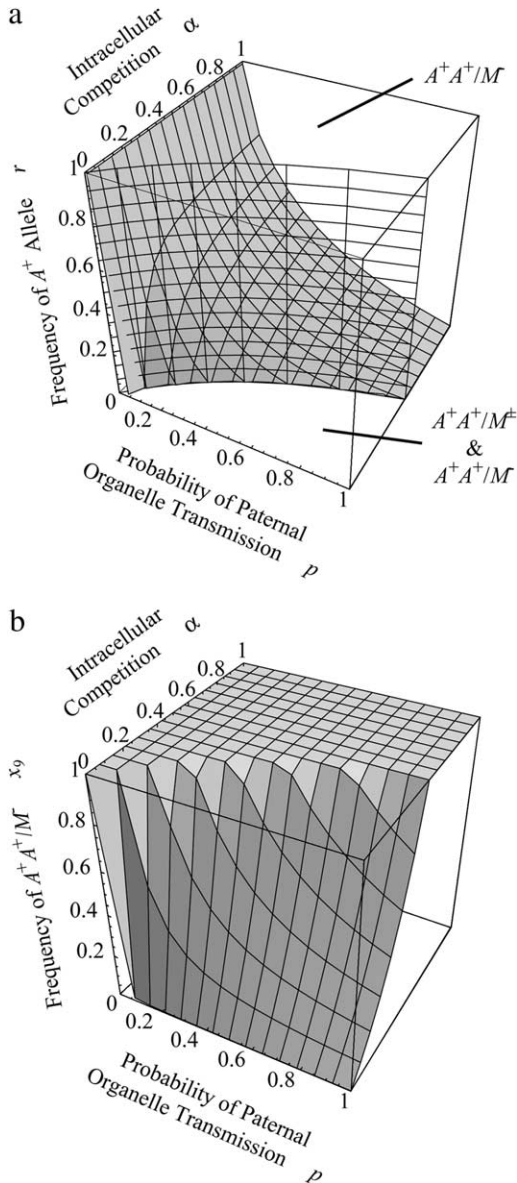 a
Intracellular
Competition α
1
0.8
0.6
0.4
0.2
0
A⁺A⁺/M⁻
Frequency of A⁺ Allele r
1
0.8
0.6
0.4
0.2
0
0.2
0.4
0.6
0.8
1
Probability of Paternal
Organelle Transmission p
A⁺A⁺/M±
&
A⁺A⁺/M⁻
b
Intracellular
Competition α
1
0.8
0.6
0.4
0.2
0
Frequency of A⁺A⁺/M⁻ x₉
1
0.8
0.6
0.4
0.2
0
0.2
0.4
0.6
0.8
1
Probability of Paternal
Organelle Transmission p